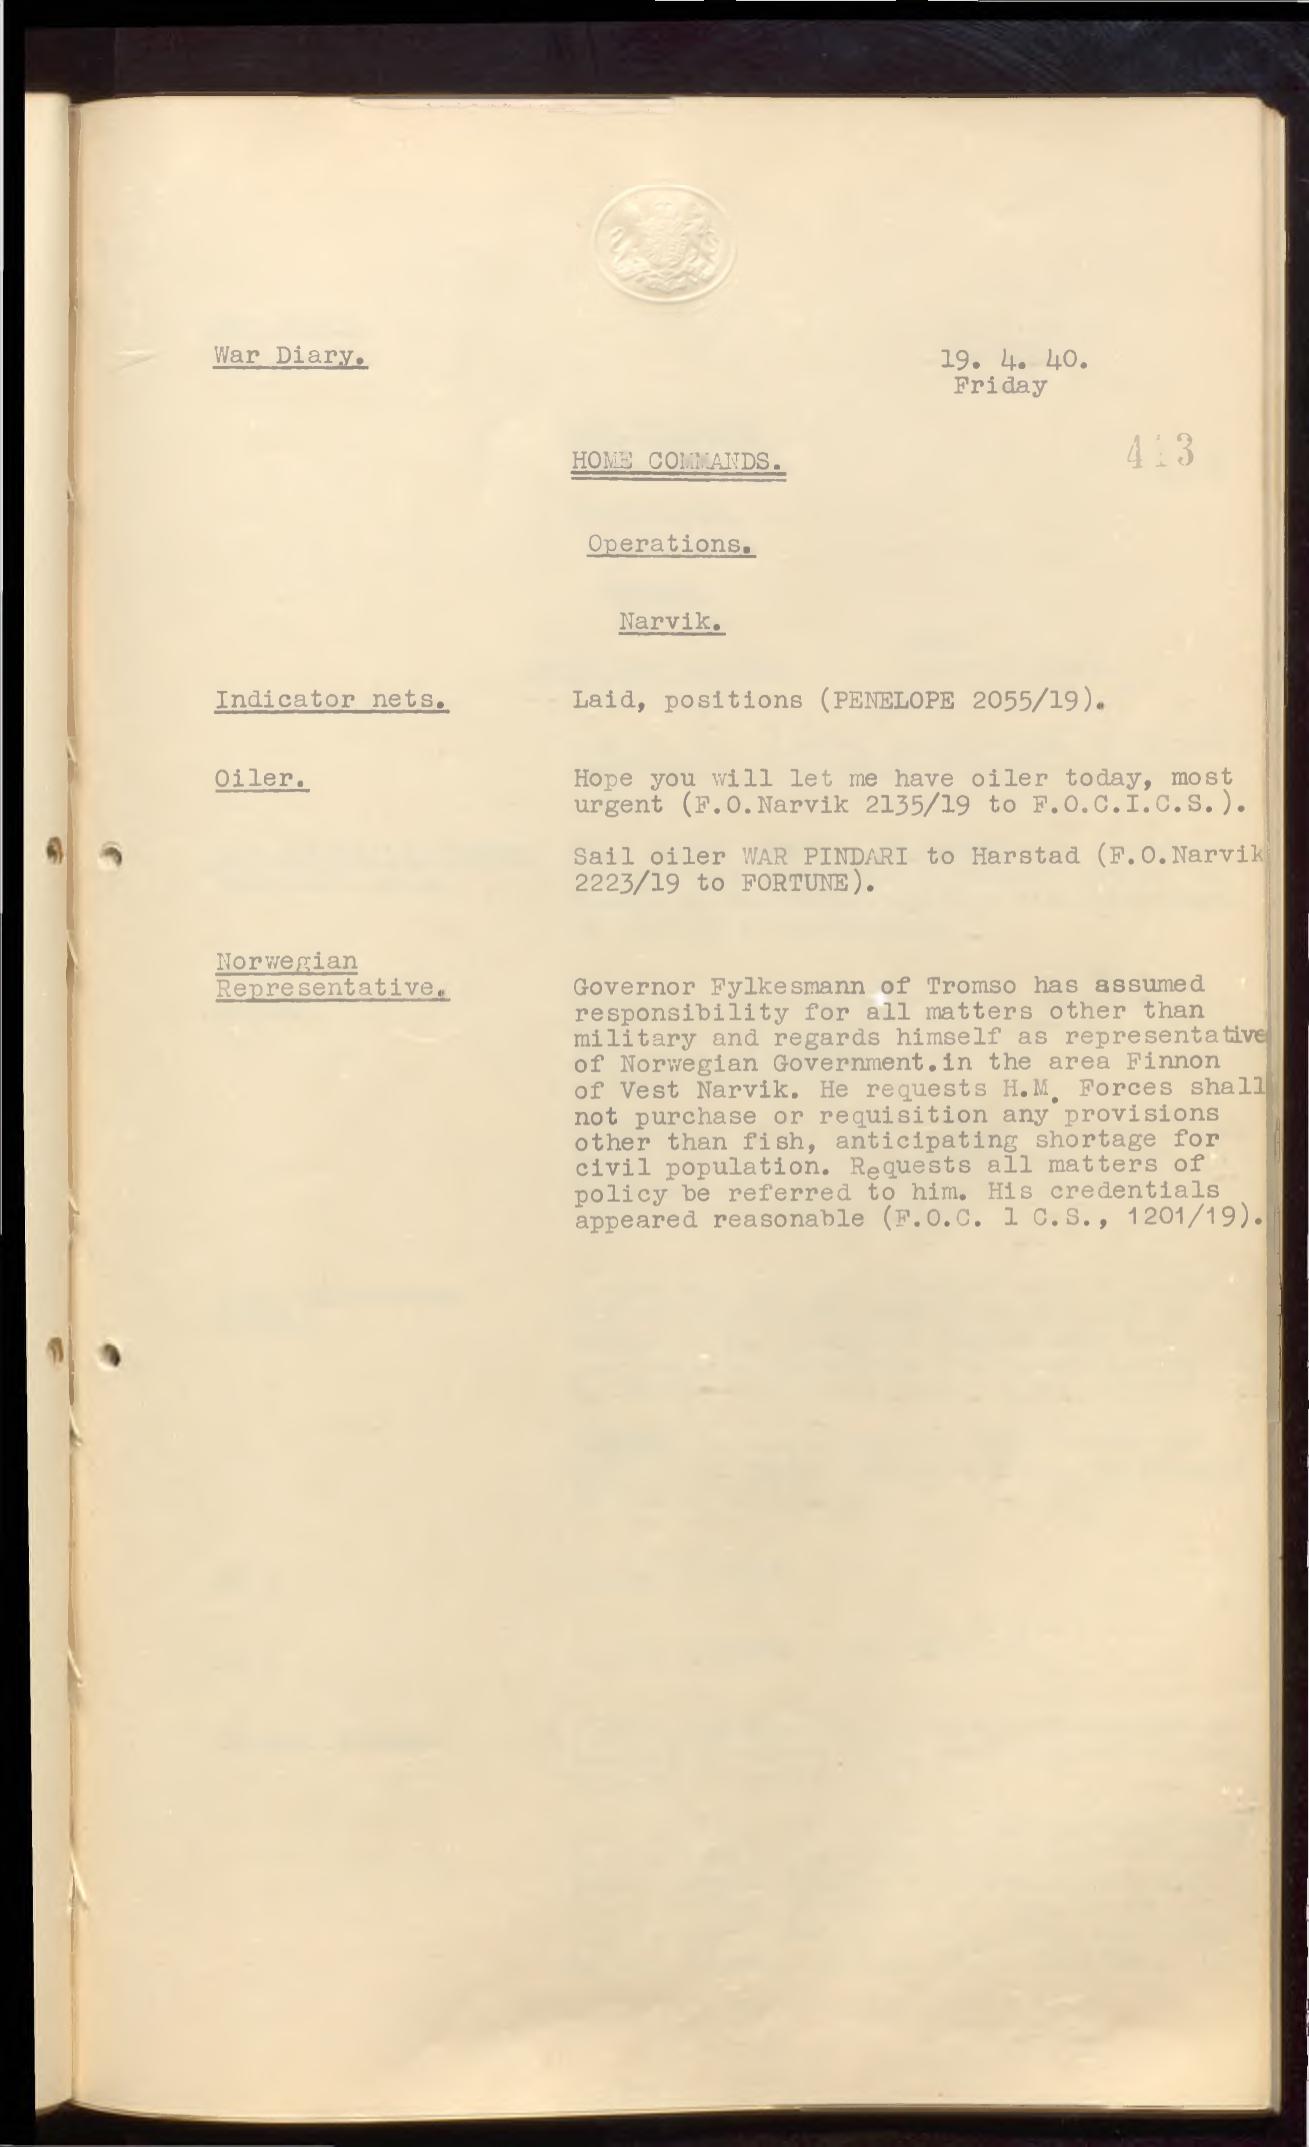 War Diary.
19. 4. 40.
Friday
413
HOME COMMANDS.
Operations.
Narvik.
Indicator nets.
Laid, positions (PENELOPE 2055/19).
Oiler.
Hope you will let me have oiler today, most
urgent (F.O.Narvik 2135/19 to F.O.C.I.C.S.).
Sail oiler WAR PINDARI to Harstad (F.O.Narvik
2223/19 to FORTUNE).
Norwegian
Representative.
Governor Fylkesmann of Tromso has assumed
responsibility for all matters other than
military and regards himself as representative
of Norwegian Government.in the area Finnon
of Vest Narvik. He requests H.M. Forces shall
not purchase or requisition any provisions
other than fish, anticipating shortage for
civil population. Requests all matters of
policy be referred to him. His credentials
appeared reasonable (F.O.C. 1 C.S., 1201/19).